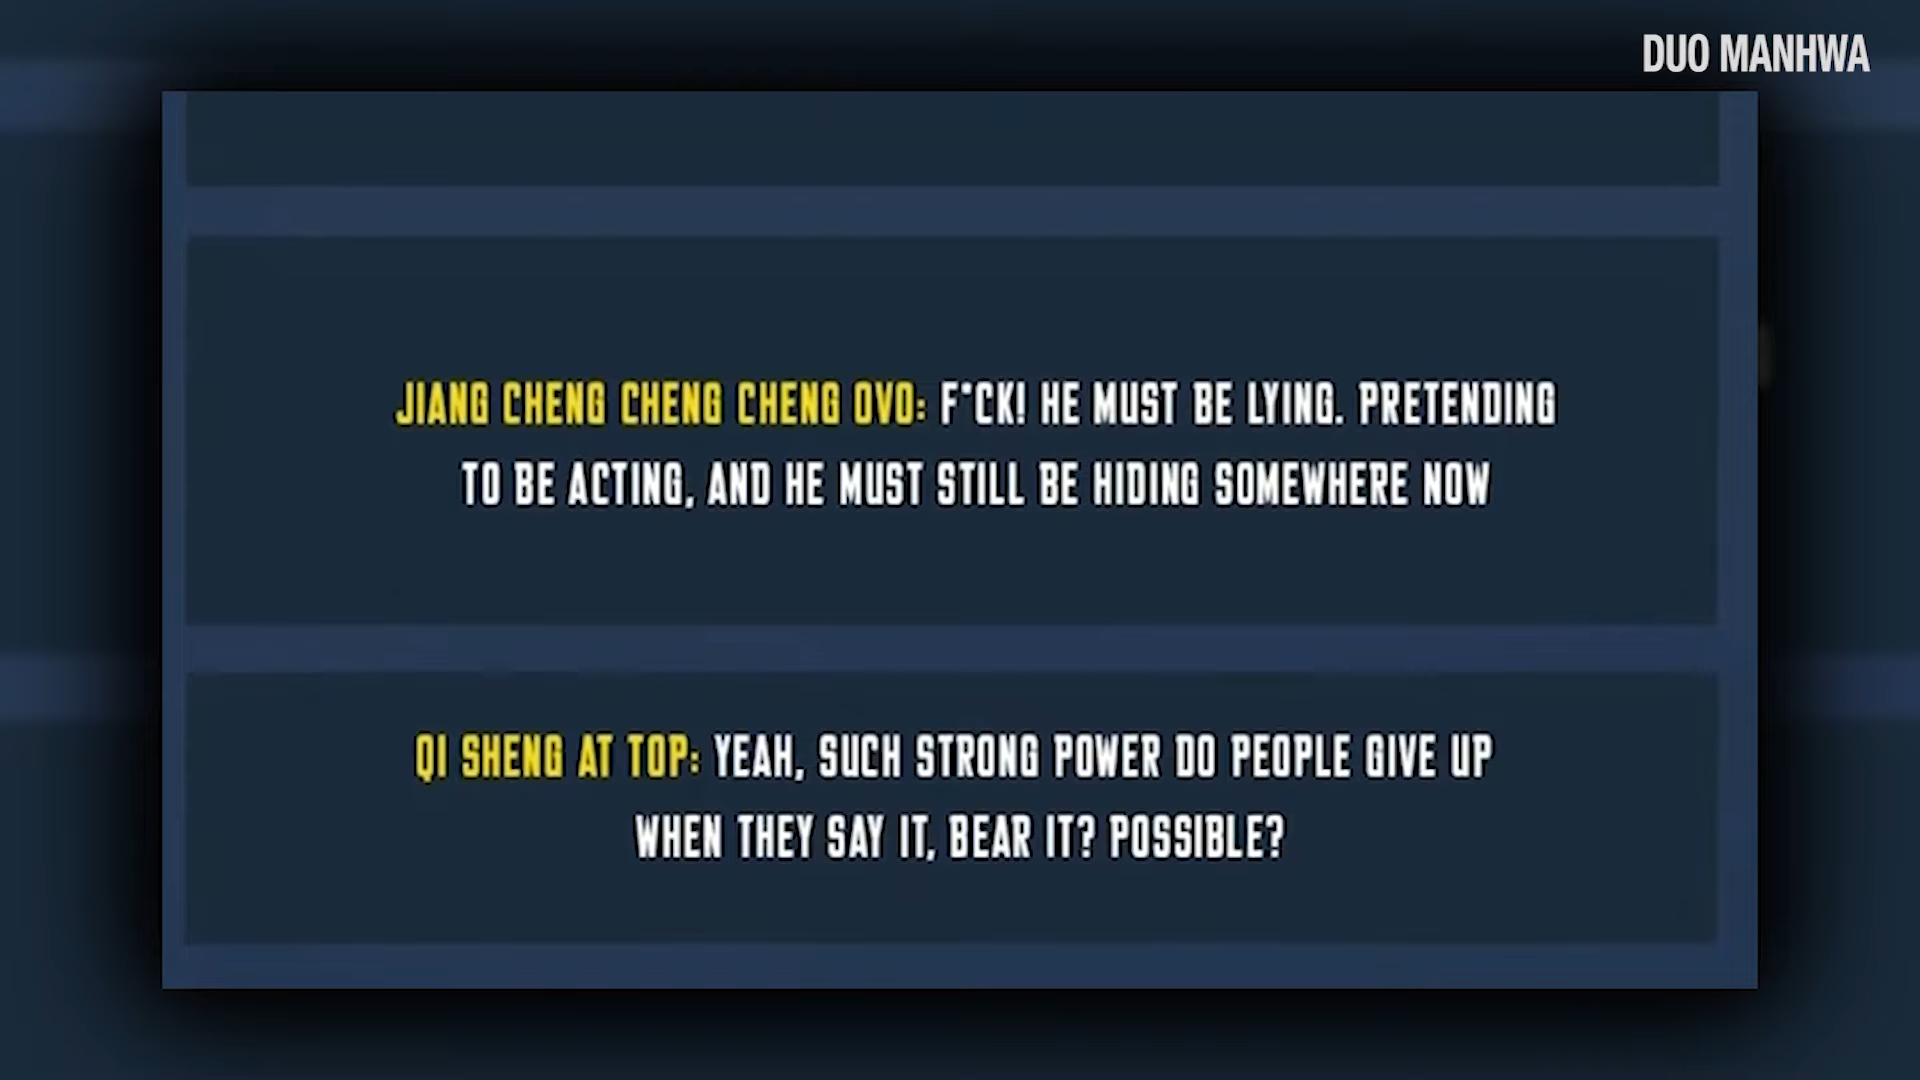 DUO MANHWA
JIANG CHENG CHENG CHENG OVO: F*CK! HE MUST BE LYING. PRETENDING
TO BE ACTING, AND HE MUST STILL BE HIDING SOMEWHERE NOW
QI SHENG AT TOP: YEAH, SUCH STRONG POWER DO PEOPLE GIVE UP
WHEN THEY SAY IT, BEAR IT? POSSIBLE?